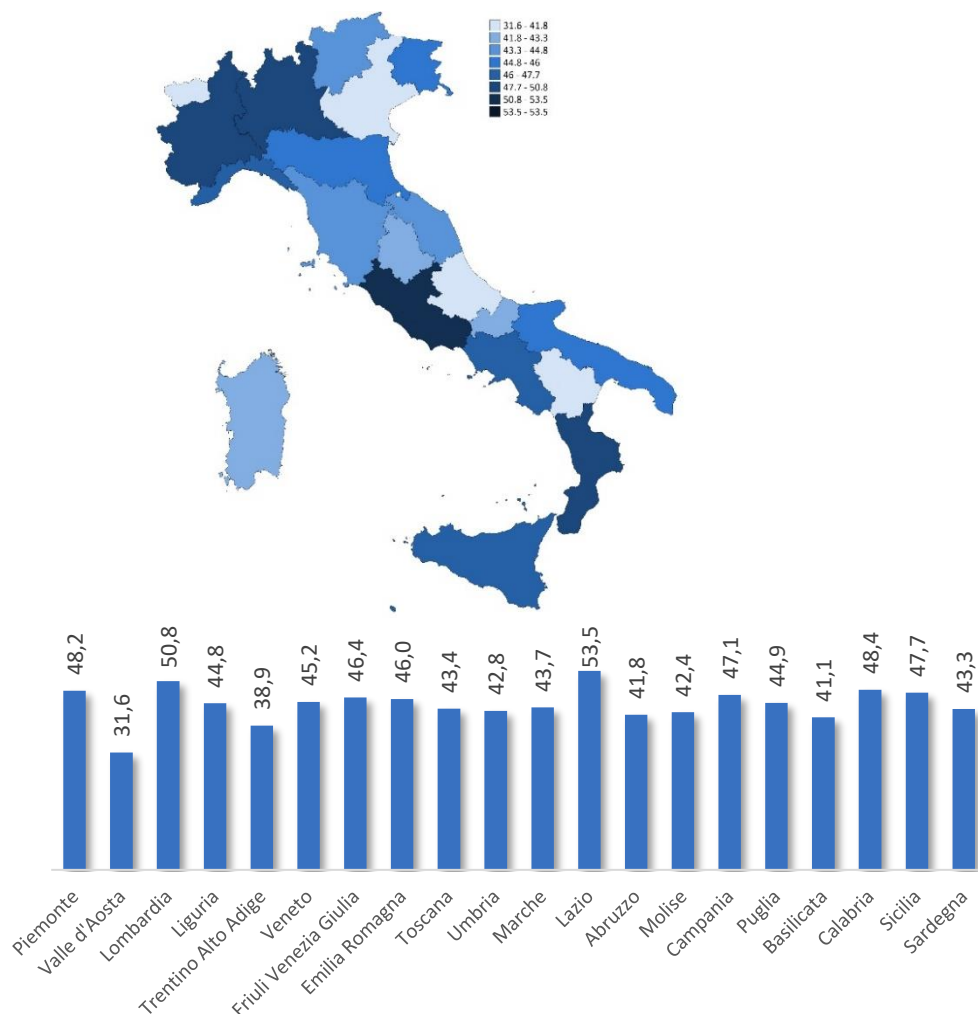 31.6 - 41.8
41.8 - 43.3
43.3 - 44.8
44.8 - 46
46 - 47.7
47.7 - 50.8
50.8 - 53.5
53.5 - 53.5
48,2
31,6
50,8
44,8
38,9
45,2
46,4
46,0
43,4
42,8
43,7
53,5
41,8
42,4
47,1
44,9
41,1
48,4
47,7
43,3
Piemonte
Valle d'Aosta
Lombardia
Liguria
Trentino Alto Adige
Veneto
Friuli Venezia Giulia
Emilia Romagna
Toscana
Umbria
Marche
Lazio
Abruzzo
Molise
Campania
Puglia
Basilicata
Calabria
Sicilia
Sardegna